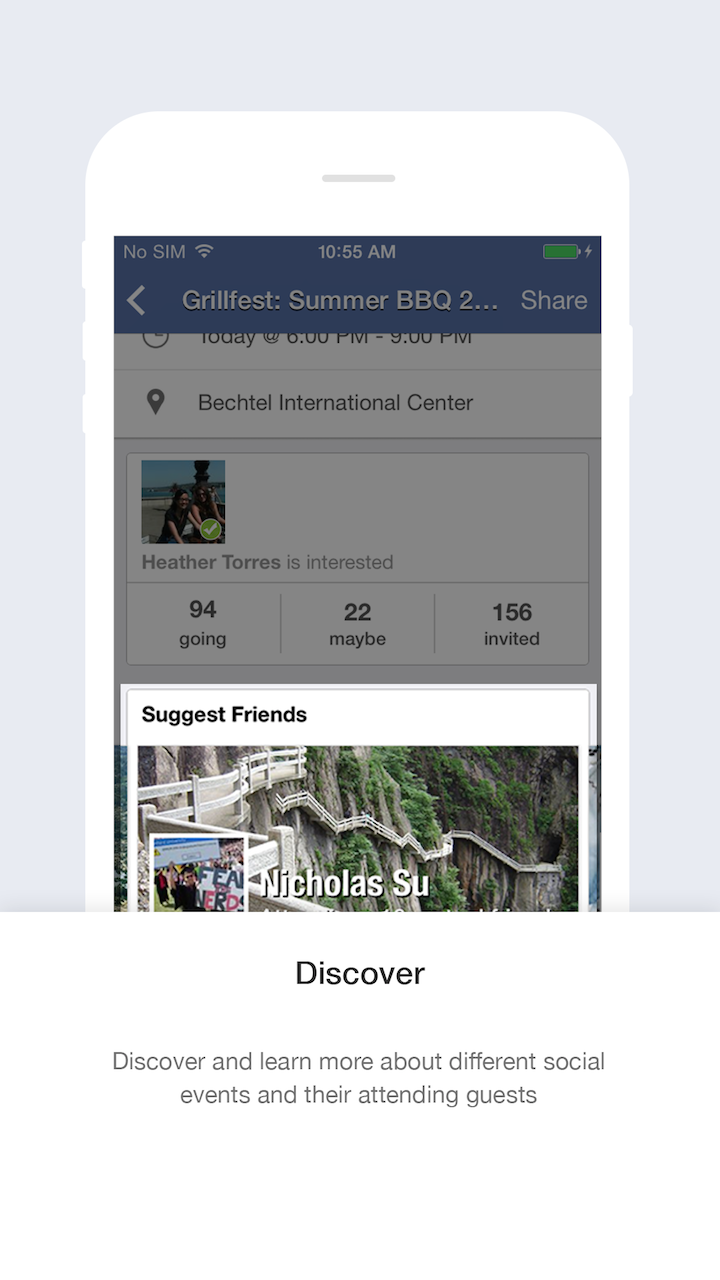 No SIM 10:55 AM
Grillfest: Summer BBQ 2... Share
Today @ 6:00 PM - 9:00 PM
Bechtel International Center
Heather Torres is interested
94 22 156
going maybe invited
Suggest Friends
FEAR
NERDS
Nicholas Su
Discover
Discover and learn more about different social
events and their attending guests